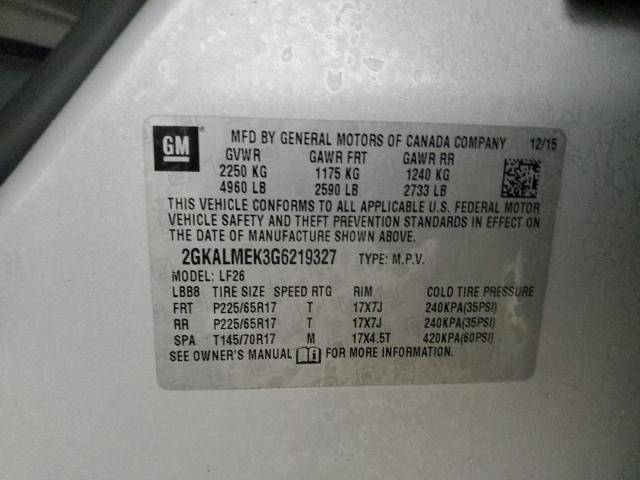 GM MFD BY GENERAL MOTORS OF CANADA COMPANY 12/15
GVWR GAWR FRT GAWR RR
2250 KG 1175 KG 1240 KG
4960 LB 2590 LB 2733 LB
THIS VEHICLE CONFORMS TO ALL APPLICABLE U.S. FEDERAL MOTOR
VEHICLE SAFETY AND THEFT PREVENTION STANDARDS IN EFFECT ON
THE DATE OF MANUFACTURE SHOWN ABOVE.
2GKALMEK3G6219327 TYPE: M.P.V.
MODEL: LF26
LBB8 TIRE SIZE SPEED RTG RIM COLD TIRE PRESSURE
FRT P225/65R17 T 17X7J 240KPA(35PSI)
RR P225/65R17 T 17X7J 240KPA(35PSI)
SPA T145/70R17 M 17X4.5T 420KPA(60PSI)
SEE OWNER'S MANUAL FOR MORE INFORMATION.